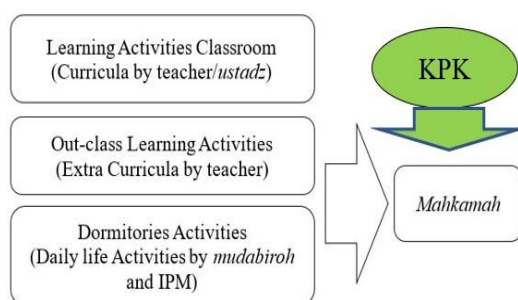 Learning Activities Classroom
(Curricula by teacher/ustadz)
Out-class Learning Activities
(Extra Curricula by teacher)
Dormitories Activities
(Daily life Activities by mudabiroh
and IPM)
KPK
Mahkamah